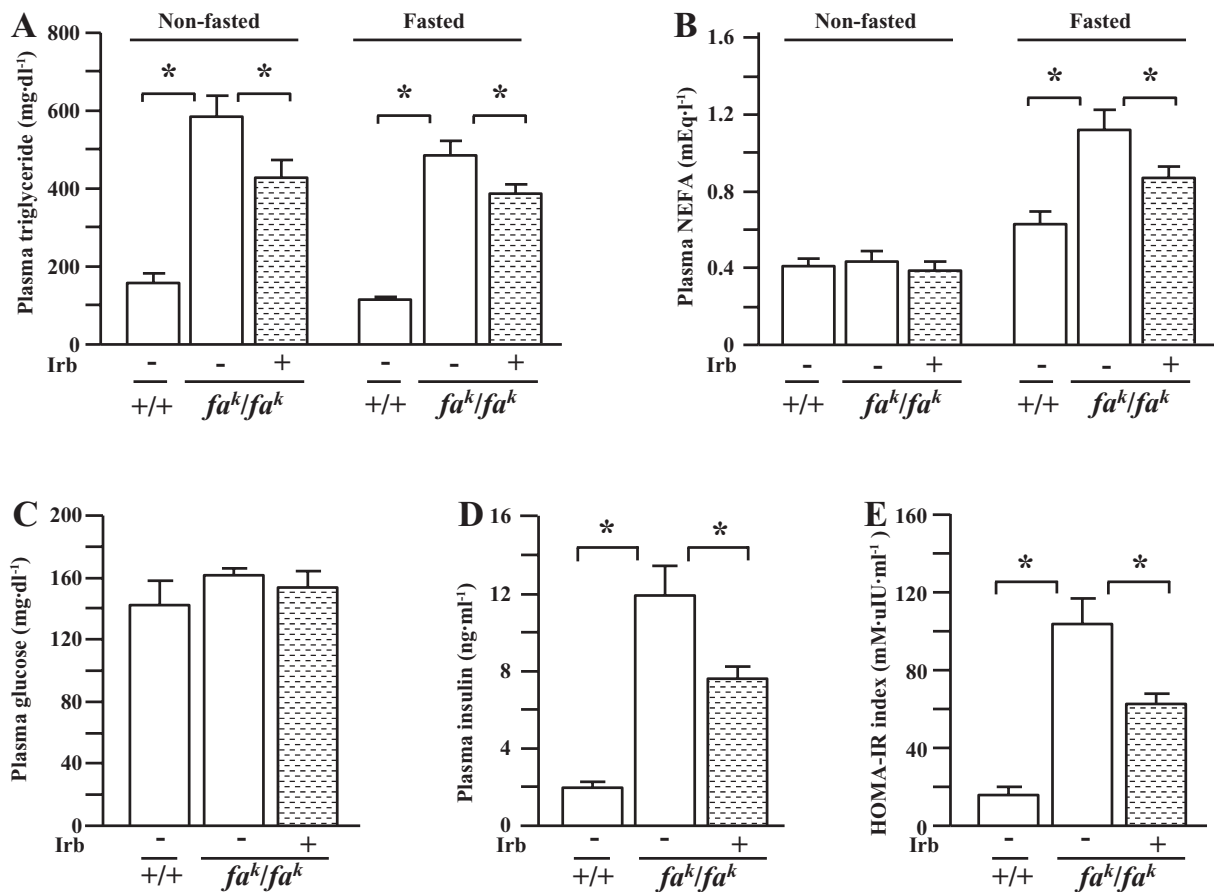 A
Non-fasted
Fasted
Plasma triglyceride (mg·dl⁻¹)
800
600
400
200
0
*
*
*
*
Irb
-
-
+
-
-
+
+/+
faᵏ/faᵏ
+/+
faᵏ/faᵏ
B
Non-fasted
Fasted
Plasma NEFA (mEq·l⁻¹)
1.6
1.2
0.8
0.4
0
*
*
Irb
-
-
+
-
-
+
+/+
faᵏ/faᵏ
+/+
faᵏ/faᵏ
C
Plasma glucose (mg·dl⁻¹)
200
160
140
80
40
0
Irb
-
-
+
+/+
faᵏ/faᵏ
D
Plasma insulin (ng·ml⁻¹)
16
12
8
4
2
0
*
*
Irb
-
-
+
+/+
faᵏ/faᵏ
E
HOMA-IR index (mM·uIU·ml⁻¹)
160
120
80
40
0
*
*
Irb
-
-
+
+/+
faᵏ/faᵏ